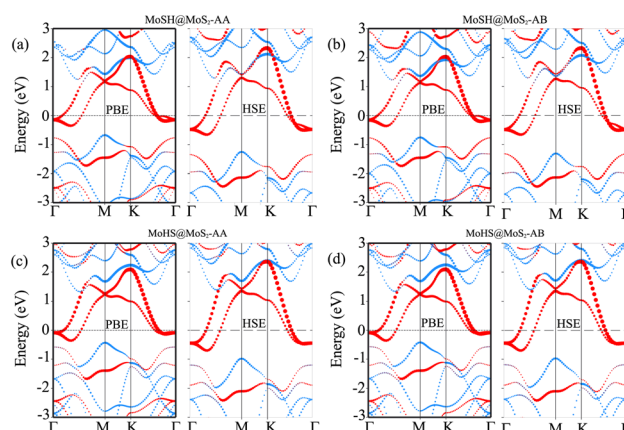 MoSH@MoS₂-AA
MoSH@MoS₂-AB
(a)
(b)
Energy (eV)
3
2
1
0
-1
-2
-3
PBE
HSE
Γ M K Γ
M K Γ
Energy (eV)
3
2
1
0
-1
-2
-3
PBE
HSE
Γ M K Γ
M K Γ
MoHS@MoS₂-AA
MoHS@MoS₂-AB
(c)
(d)
Energy (eV)
3
2
1
0
-1
-2
-3
PBE
HSE
Γ M K Γ
M K Γ
Energy (eV)
3
2
1
0
-1
-2
-3
PBE
HSE
Γ M K Γ
M K